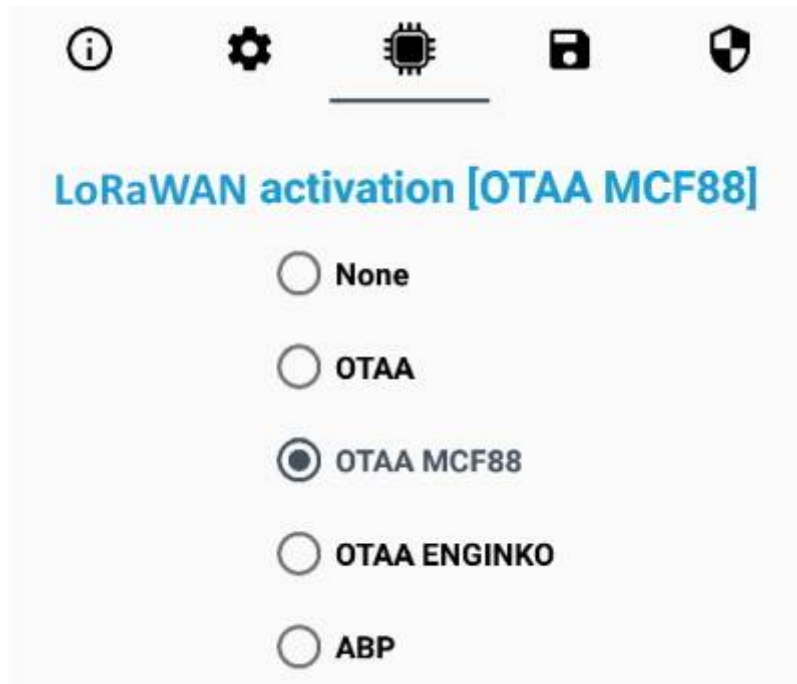 LoRaWAN activation [OTAA MCF88]
None
OTAA
OTAA MCF88
OTAA ENGINKO
ABP